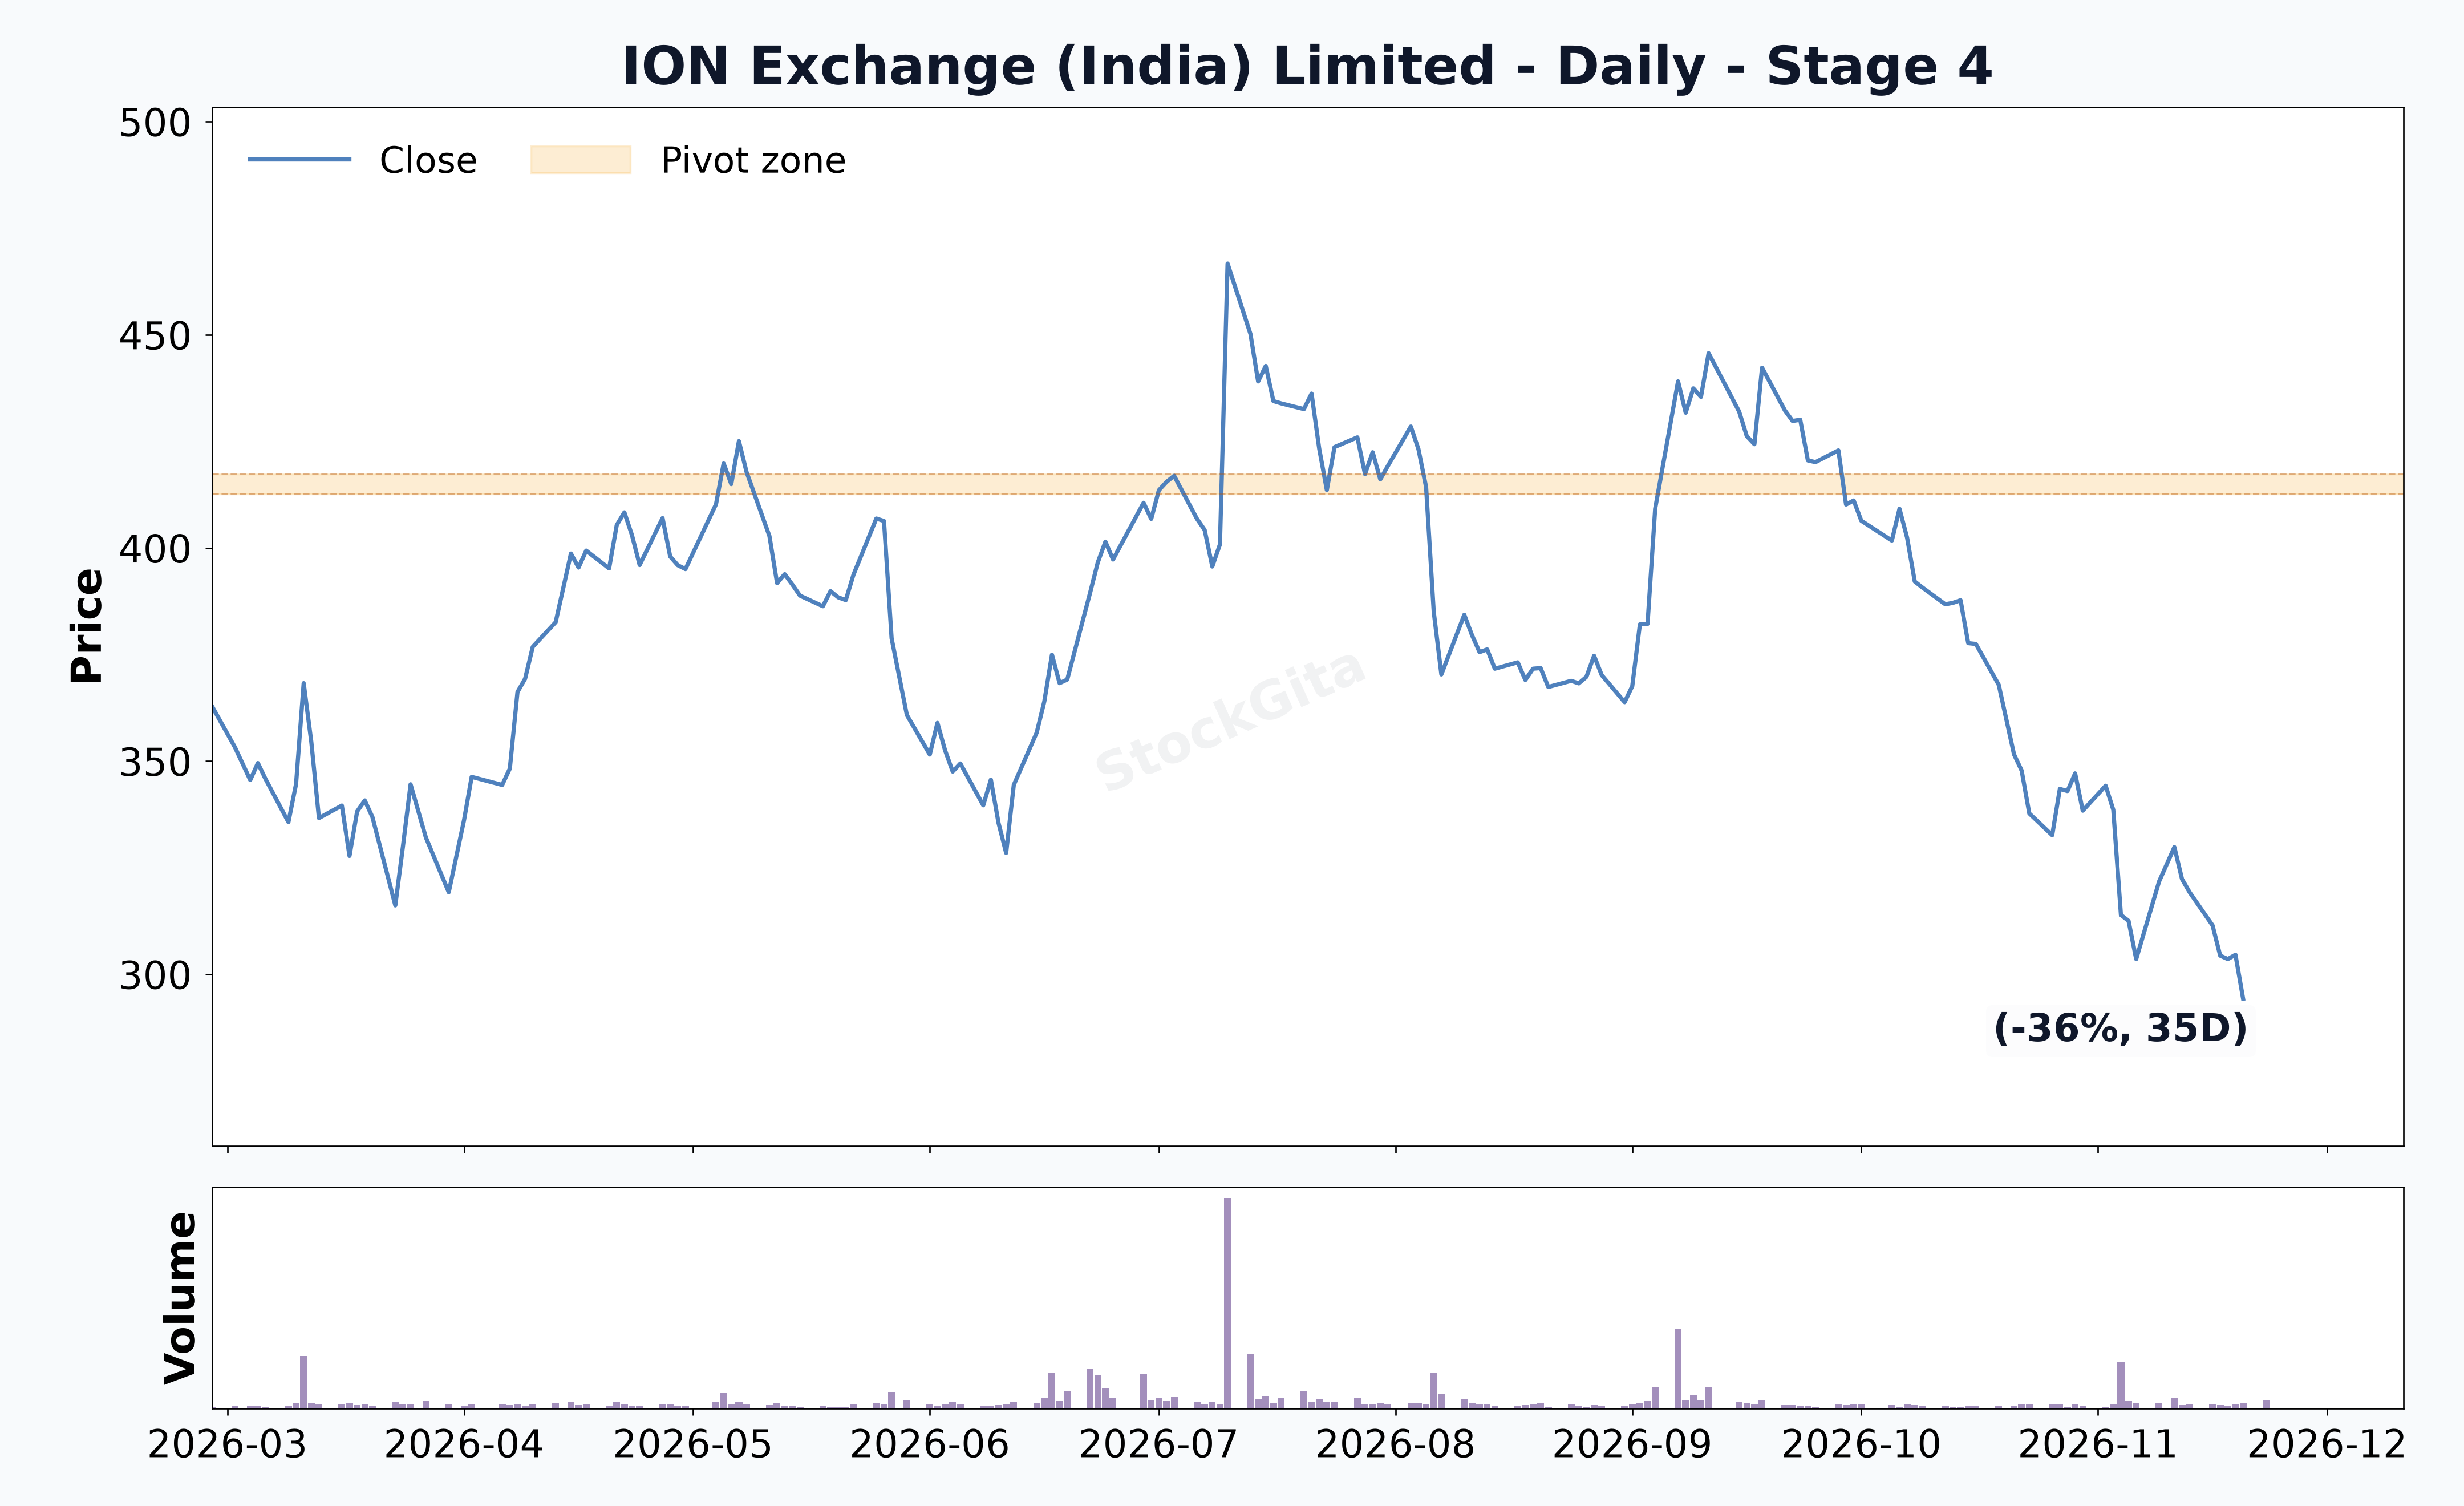 ION Exchange (India) Limited - Daily - Stage 4
Close
Pivot zone
Price
500
450
400
350
300
StockGita
(-36%, 35D)
Volume
2026-03
2026-04
2026-05
2026-06
2026-07
2026-08
2026-09
2026-10
2026-11
2026-12